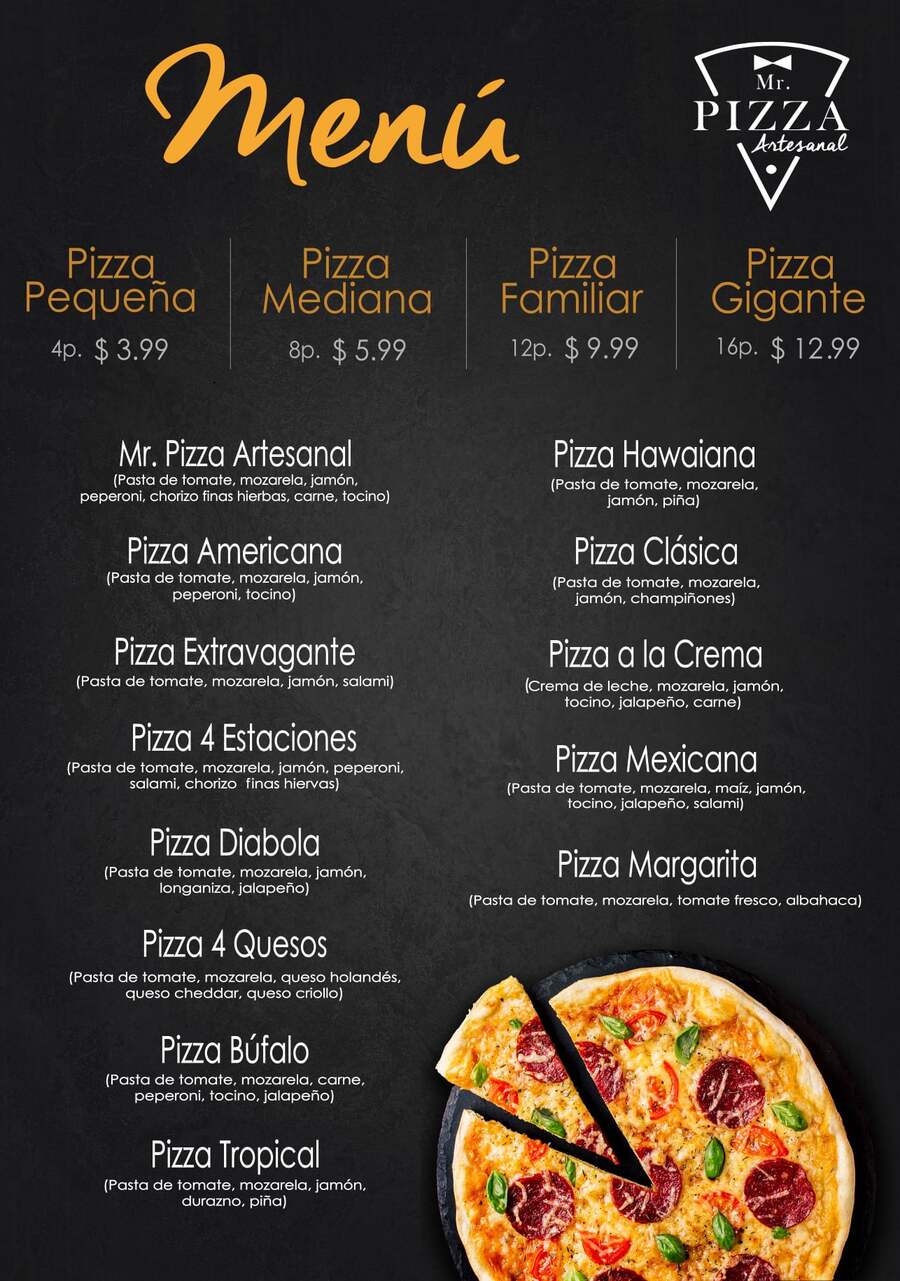 Menú
Mr.
PIZZA
Artesanal
Pizza
Pequeña
4p. $ 3.99
Pizza
Mediana
8p. $ 5.99
Pizza
Familiar
12p. $ 9.99
Pizza
Gigante
16p. $ 12.99
Mr. Pizza Artesanal
(Pasta de tomate, mozarela, jamón,
peperoni, chorizo finas hierbas, carne, tocino)
Pizza Americana
(Pasta de tomate, mozarela, jamón,
peperoni, tocino)
Pizza Extravagante
(Pasta de tomate, mozarela, jamón, salami)
Pizza 4 Estaciones
(Pasta de tomate, mozarela, jamón, peperoni,
salami, chorizo finas hiervas)
Pizza Diabola
(Pasta de tomate, mozarela, jamón,
longaniza, jalapeño)
Pizza 4 Quesos
(Pasta de tomate, mozarela, queso holandés,
queso cheddar, queso criollo)
Pizza Búfalo
(Pasta de tomate, mozarela, carne,
peperoni, tocino, jalapeño)
Pizza Tropical
(Pasta de tomate, mozarela, jamón,
durazno, piña)
Pizza Hawaiana
(Pasta de tomate, mozarela,
jamón, piña)
Pizza Clásica
(Pasta de tomate, mozarela,
jamón, champiñones)
Pizza a la Crema
(Crema de leche, mozarela, jamón,
tocino, jalapeño, carne)
Pizza Mexicana
(Pasta de tomate, mozarela, maíz, jamón,
tocino, jalapeño, salami)
Pizza Margarita
(Pasta de tomate, mozarela, tomate fresco, albahaca)